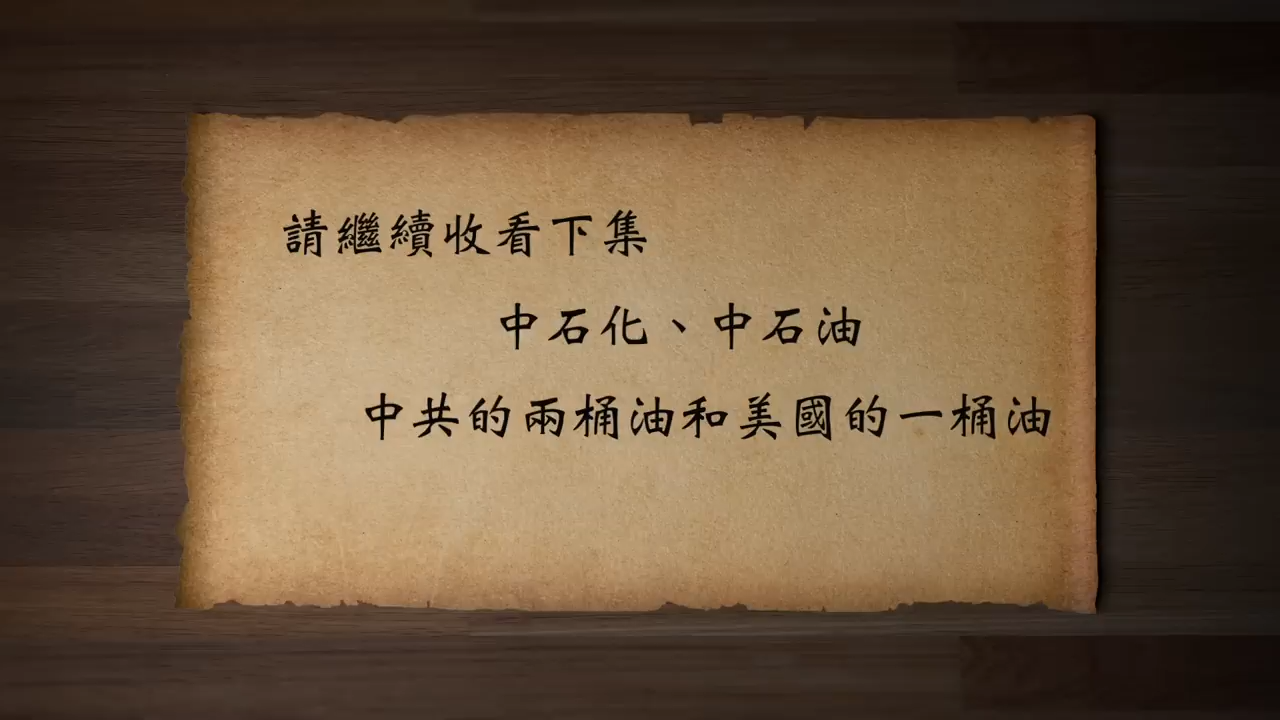 請繼續收看下集
中石化、中石油
中共的兩桶油和美國的一桶油